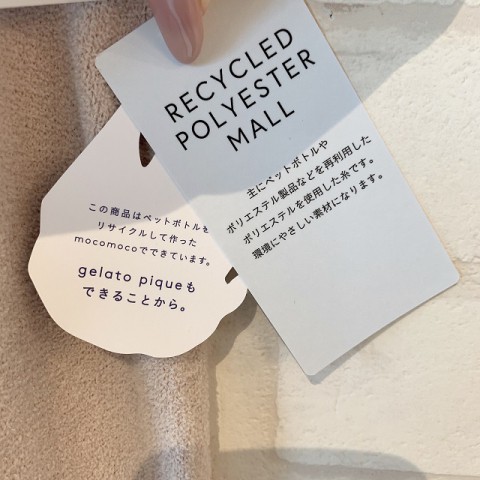 RECYCLED
POLYESTER
MALL
主にペットボトルや
ポリエステル製品などを再利用した
ポリエステルを使用した糸です。
環境にやさしい素材になります。
この商品はペットボトルを
リサイクルして作った
mocomocoでできています。
gelato piqueも
できることから。